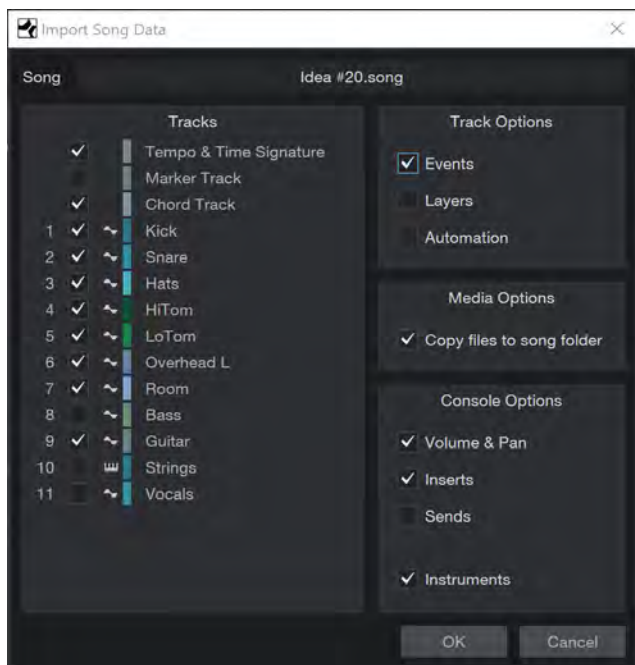 Import Song Data
Song Idea #20.song
Tracks
Tempo & Time Signature
Marker Track
Chord Track
1 Kick
2 Snare
3 Hats
4 HiTom
5 LoTom
6 Overhead L
7 Room
8 Bass
9 Guitar
10 Strings
11 Vocals
Track Options
Events
Layers
Automation
Media Options
Copy files to song folder
Console Options
Volume & Pan
Inserts
Sends
Instruments
OK Cancel